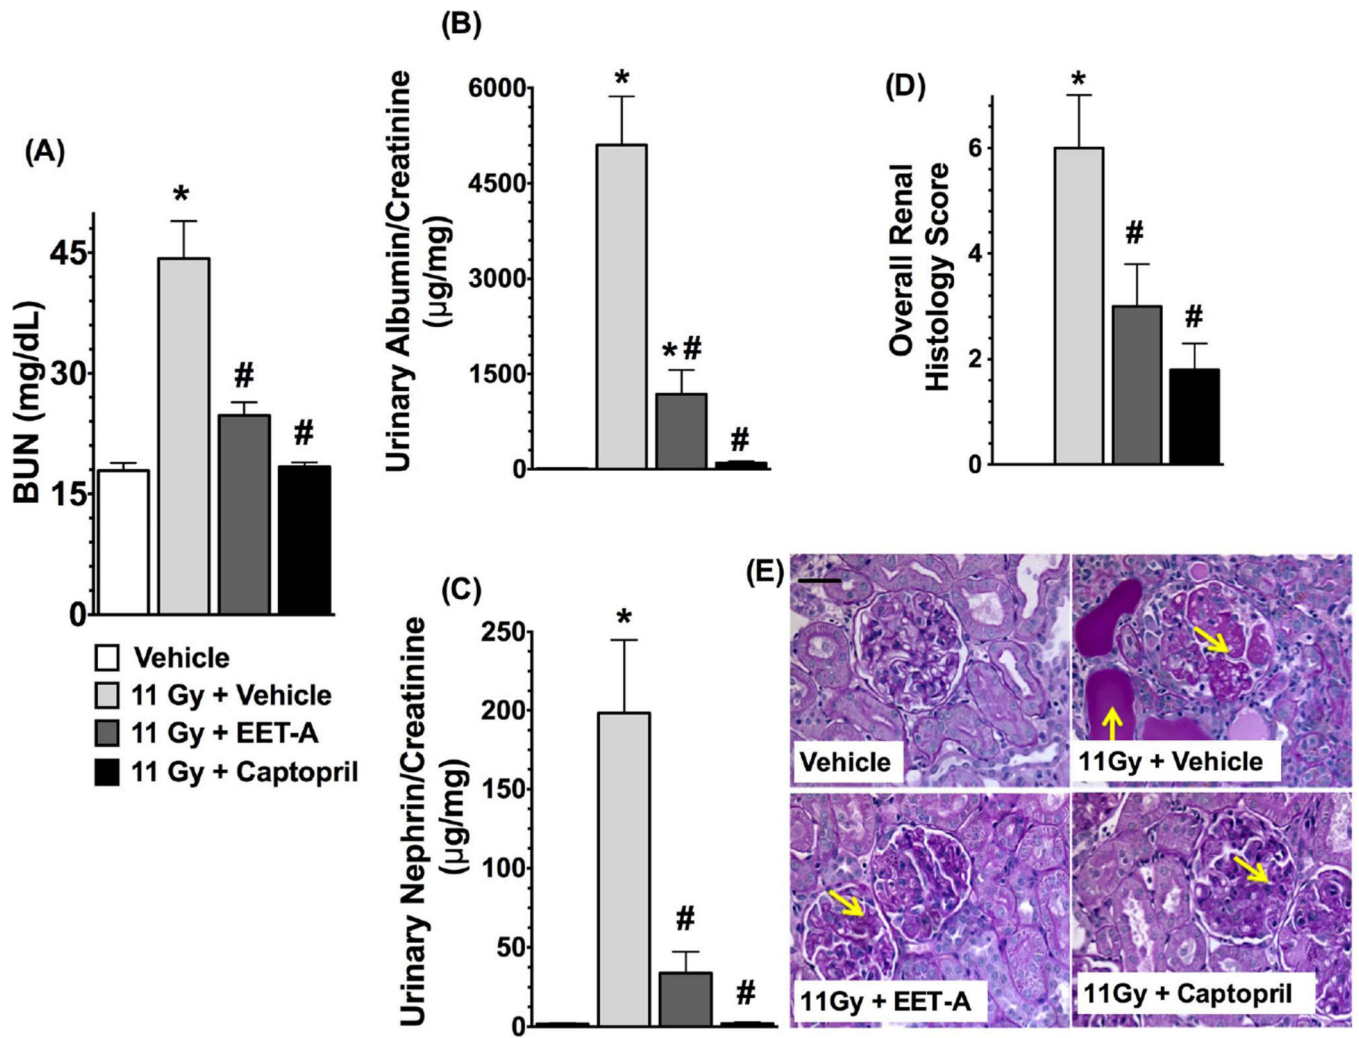 (A)
*
#
#
45
30
15
0
BUN (mg/dL)
Vehicle
11 Gy + Vehicle
11 Gy + EET-A
11 Gy + Captopril
(B)
*
*#
#
6000
4500
3000
1500
0
Urinary Albumin/Creatinine
(µg/mg)
(C)
*
#
#
250
200
150
100
50
0
Urinary Nephrin/Creatinine
(µg/mg)
(D)
*
#
#
6
4
2
0
Overall Renal
Histology Score
(E)
Vehicle
11Gy + Vehicle
11Gy + EET-A
11Gy + Captopril